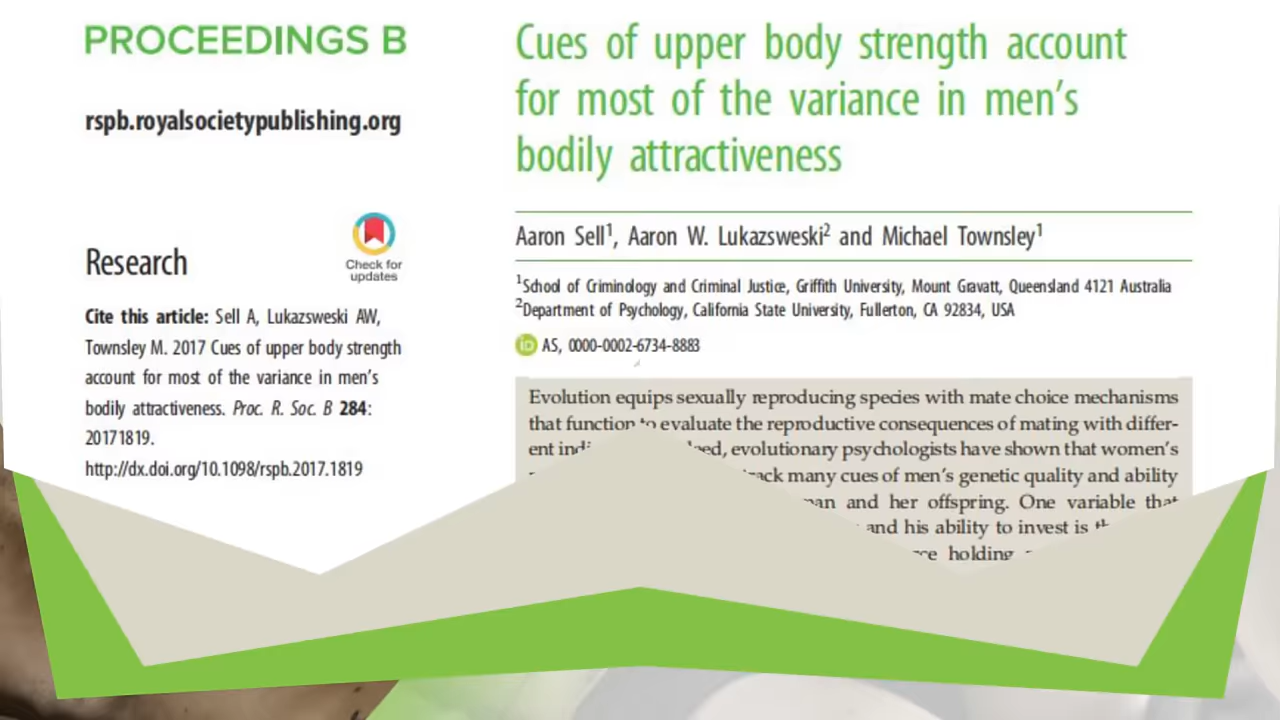 PROCEEDINGS B
rspb.royalsocietypublishing.org
Research
Check for
updates
Cite this article: Sell A, Lukazsweski AW,
Townsley M. 2017 Cues of upper body strength
account for most of the variance in men's
bodily attractiveness. Proc. R. Soc. B 284:
20171819.
http://dx.doi.org/10.1098/rspb.2017.1819
Cues of upper body strength account
for most of the variance in men's
bodily attractiveness
Aaron Sell1, Aaron W. Lukazsweski2 and Michael Townsley1
1School of Criminology and Criminal Justice, Griffith University, Mount Gravatt, Queensland 4121 Australia
2Department of Psychology, California State University, Fullerton, CA 92834, USA
iD AS, 0000-0002-6734-8883
Evolution equips sexually reproducing species with mate choice mechanisms
that function to evaluate the reproductive consequences of mating with differ-
ent evolutionary psychologists have shown that women's
many cues of men's genetic quality and ability
and her offspring. One variable that
and his ability to invest is
holding